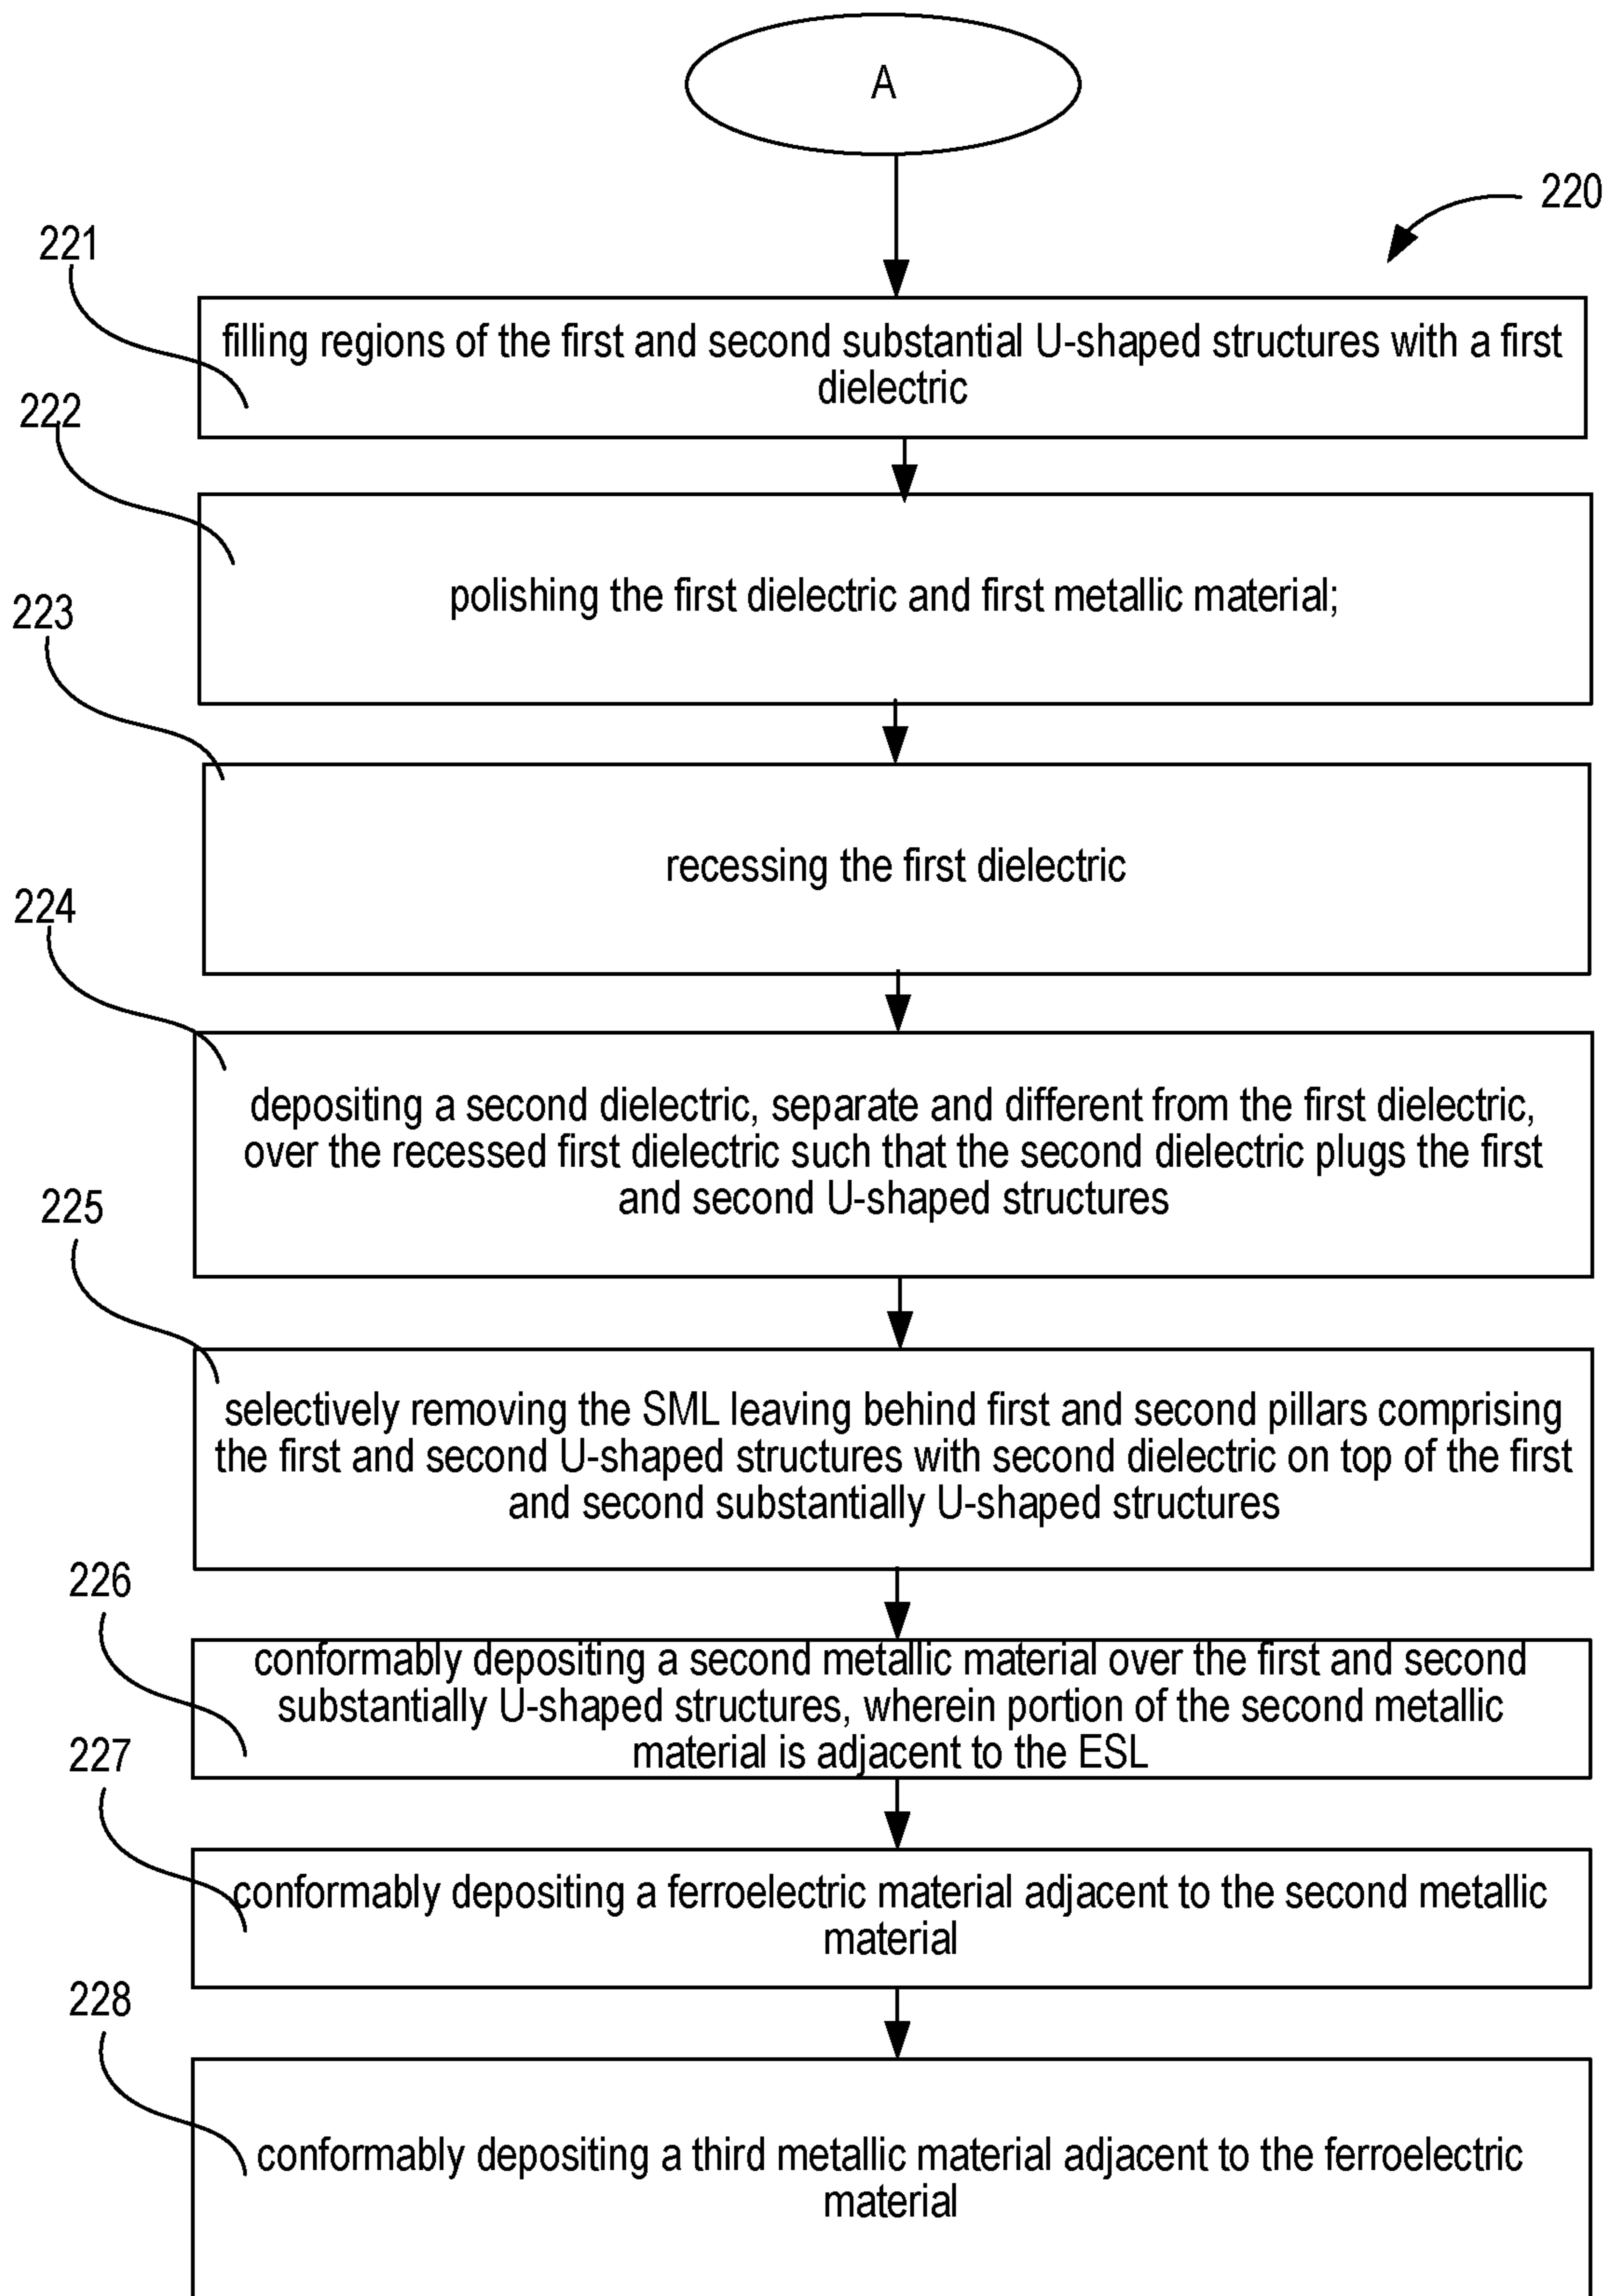 A
220
221
filling regions of the first and second substantial U-shaped structures with a first
dielectric
222
polishing the first dielectric and first metallic material;
223
recessing the first dielectric
224
depositing a second dielectric, separate and different from the first dielectric,
over the recessed first dielectric such that the second dielectric plugs the first
and second U-shaped structures
225
selectively removing the SML leaving behind first and second pillars comprising
the first and second U-shaped structures with second dielectric on top of the first
and second substantially U-shaped structures
226
conformably depositing a second metallic material over the first and second
substantially U-shaped structures, wherein portion of the second metallic
material is adjacent to the ESL
227
conformably depositing a ferroelectric material adjacent to the second metallic
material
228
conformably depositing a third metallic material adjacent to the ferroelectric
material